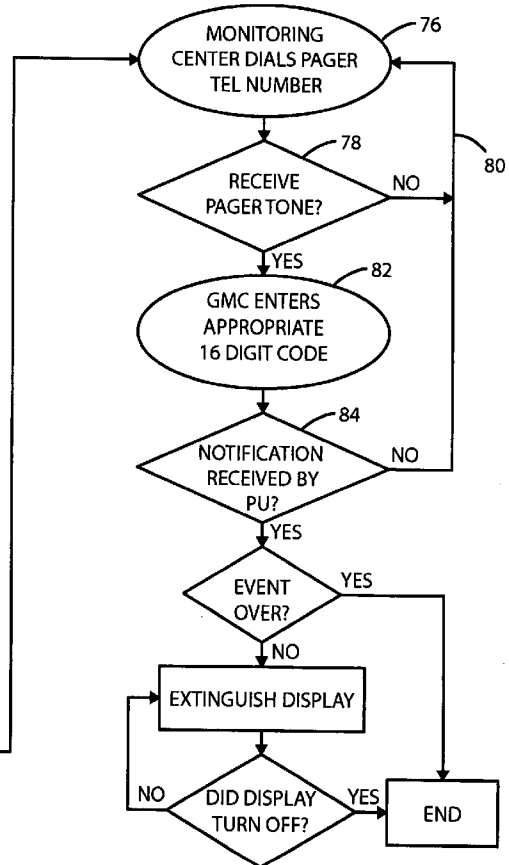 MONITORING
CENTER DIALS PAGER
TEL NUMBER
76
78
RECEIVE
PAGER TONE?
NO
80
YES
82
GMC ENTERS
APPROPRIATE
16 DIGIT CODE
84
NOTIFICATION
RECEIVED BY
PU?
NO
YES
EVENT
OVER?
YES
NO
EXTINGUISH DISPLAY
NO
DID DISPLAY
TURN OFF?
YES
END